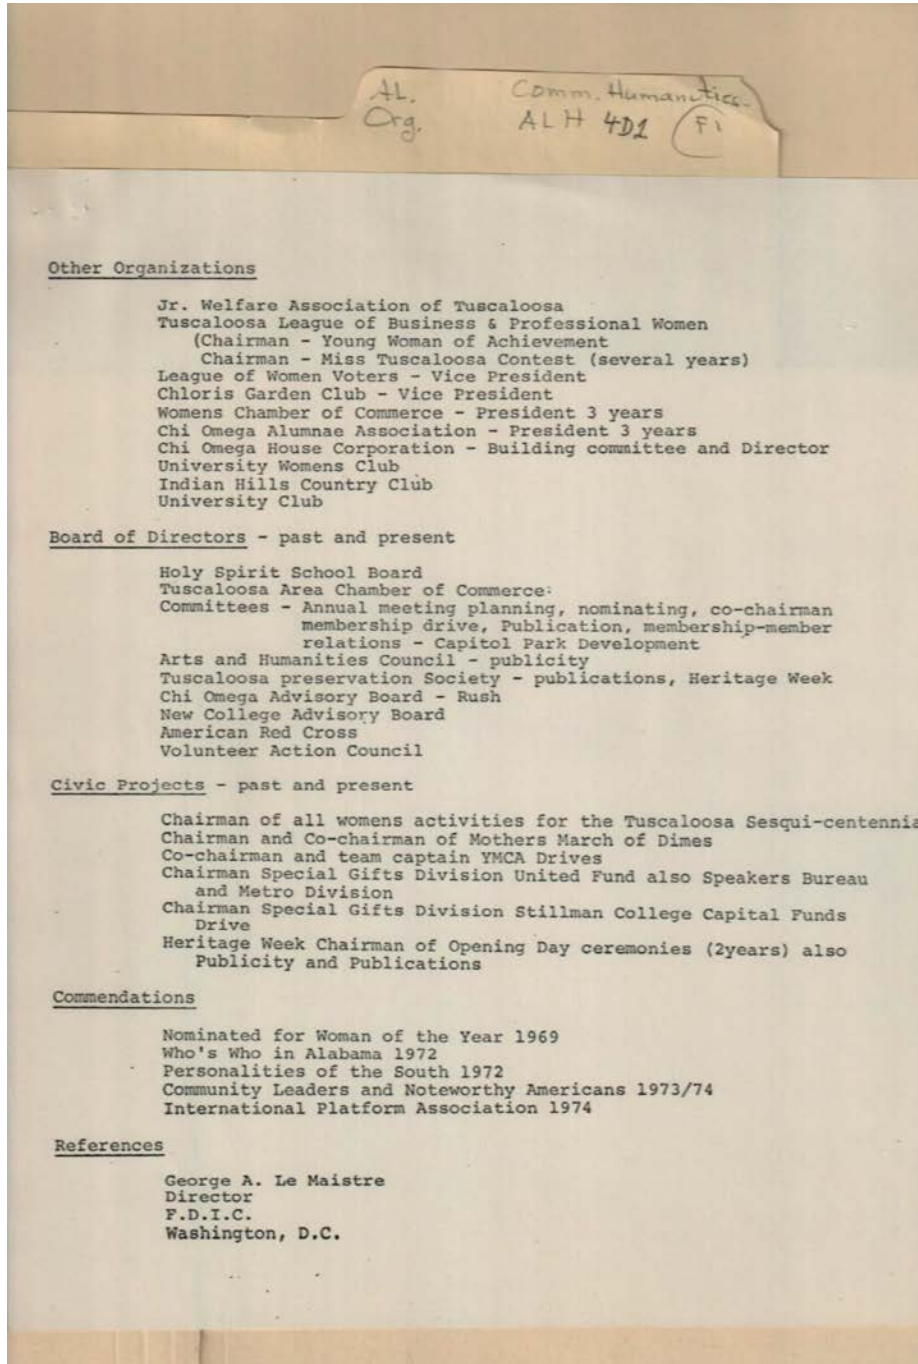 AL. Comm. Humanities
Org. ALH 4D1 F1
Other Organizations
Jr. Welfare Association of Tuscaloosa
Tuscaloosa League of Business & Professional Women
(Chairman - Young Woman of Achievement
Chairman - Miss Tuscaloosa Contest (several years)
League of Women Voters - Vice President
Chloris Garden Club - Vice President
Womens Chamber of Commerce - President 3 years
Chi Omega Alumnae Association - President 3 years
Chi Omega House Corporation - Building committee and Director
University Womens Club
Indian Hills Country Club
University Club
Board of Directors - past and present
Holy Spirit School Board
Tuscaloosa Area Chamber of Commerce:
Committees - Annual meeting planning, nominating, co-chairman
membership drive, Publication, membership-member
relations - Capitol Park Development
Arts and Humanities Council - publicity
Tuscaloosa preservation Society - publications, Heritage Week
Chi Omega Advisory Board - Rush
New College Advisory Board
American Red Cross
Volunteer Action Council
Civic Projects - past and present
Chairman of all womens activities for the Tuscaloosa Sesqui-centennia
Chairman and Co-chairman of Mothers March of Dimes
Co-chairman and team captain YMCA Drives
Chairman Special Gifts Division United Fund also Speakers Bureau
and Metro Division
Chairman Special Gifts Division Stillman College Capital Funds
Drive
Heritage Week Chairman of Opening Day ceremonies (2years) also
Publicity and Publications
Commendations
Nominated for Woman of the Year 1969
Who's Who in Alabama 1972
Personalities of the South 1972
Community Leaders and Noteworthy Americans 1973/74
International Platform Association 1974
References
George A. Le Maistre
Director
F.D.I.C.
Washington, D.C.